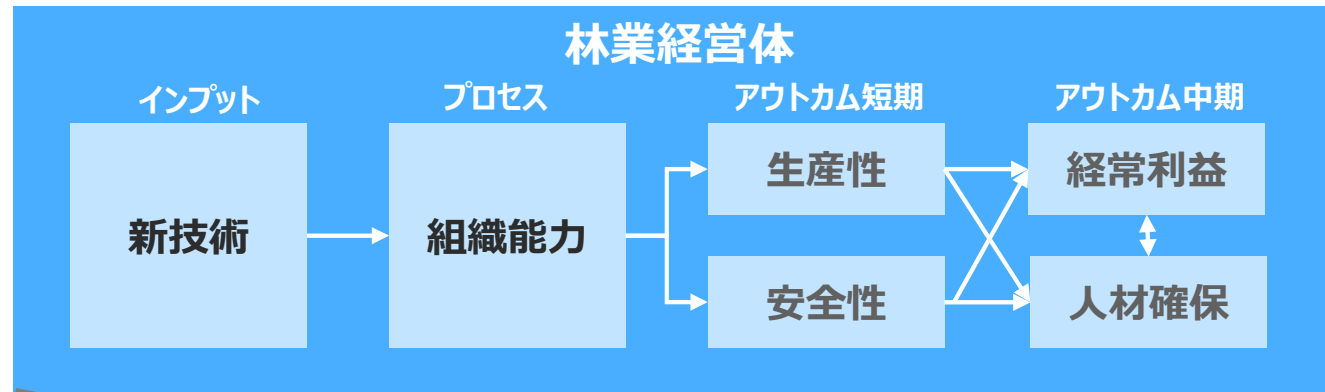 林業経営体
インプット
プロセス
アウトカム短期
アウトカム中期
新技術
組織能力
生産性
経常利益
安全性
人材確保